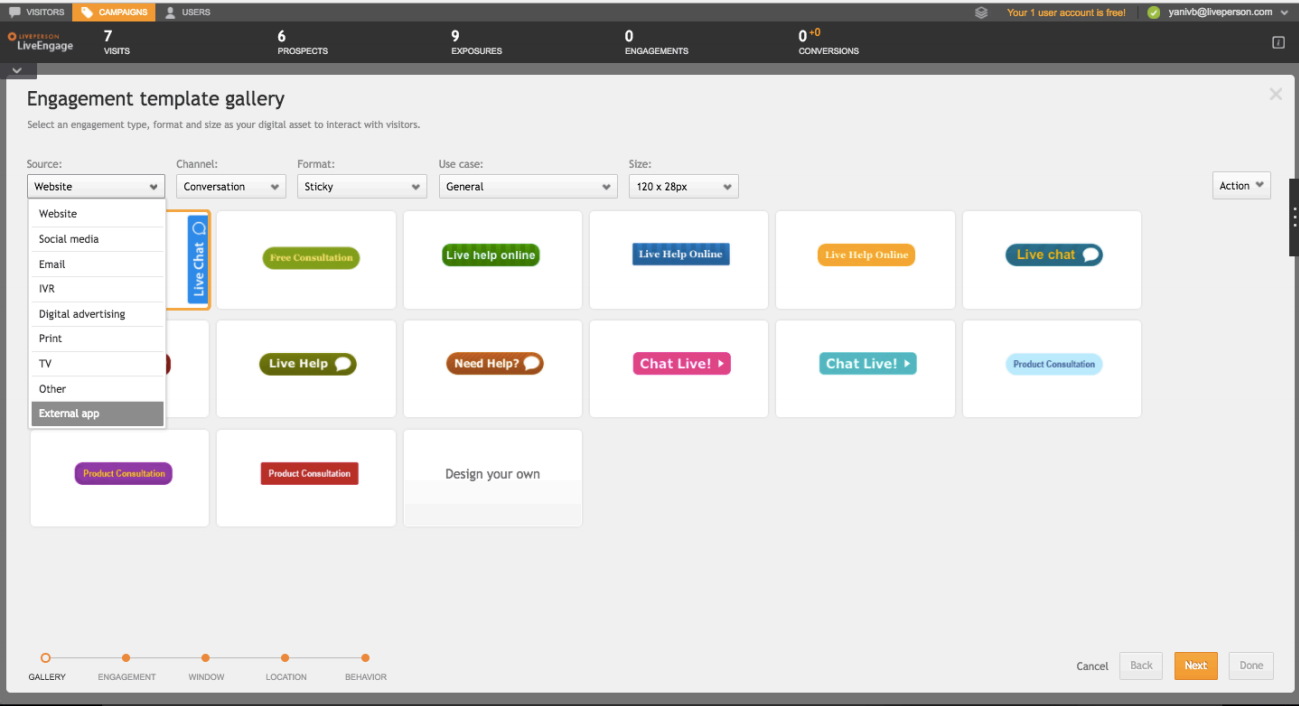 VISITORS CAMPAIGNS USERS Your 1 user account is free! yanivb@liveperson.com
LIVEPERSON
LiveEngage
7
VISITS
6
PROSPECTS
9
EXPOSURES
0
ENGAGEMENTS
0 +0
CONVERSIONS
Engagement template gallery
Select an engagement type, format and size as your digital asset to interact with visitors.
Source: Channel: Format: Use case: Size:
Website Conversation Sticky General 120 x 28px Action
Website
Social media
Email
IVR
Digital advertising
Print
TV
Other
External app
Live Chat
Free Consultation
Live help online
Live Help Online
Live Help Online
Live chat
Live Help
Need Help?
Chat Live!
Chat Live!
Product Consultation
Product Consultation
Product Consultation
Design your own
GALLERY ENGAGEMENT WINDOW LOCATION BEHAVIOR
Cancel Back Next Done